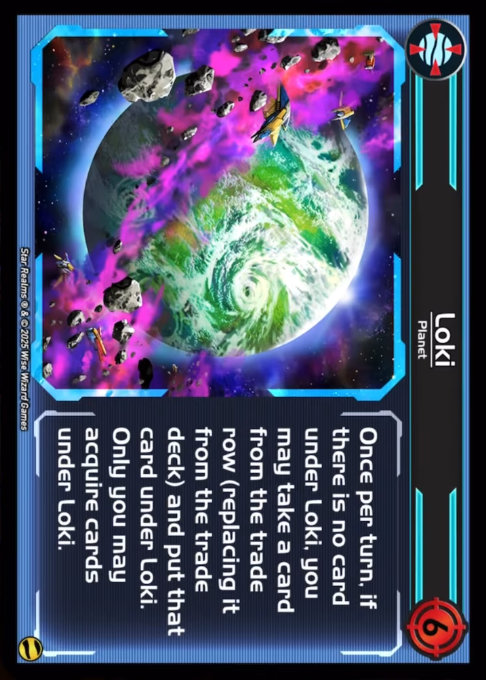 Loki
Planet
6
Once per turn, if
there is no card
under Loki, you
may take a card
from the trade
row (replacing it
from the trade
deck) and put that
card under Loki.
Only you may
acquire cards
under Loki.
Star Realms ® & © 2025 Wise Wizard Games